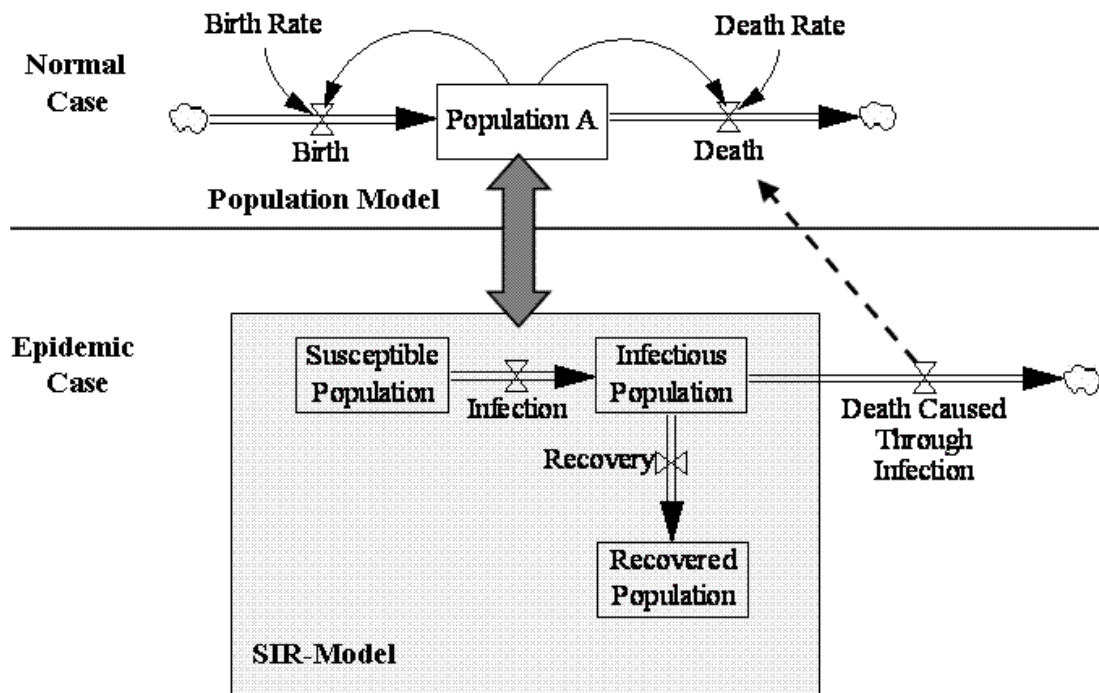 Birth Rate
Death Rate
Normal
Case
Population A
Birth
Death
Population Model
Epidemic
Case
Susceptible
Population
Infection
Infectious
Population
Death Caused
Through
Infection
Recovery
Recovered
Population
SIR-Model